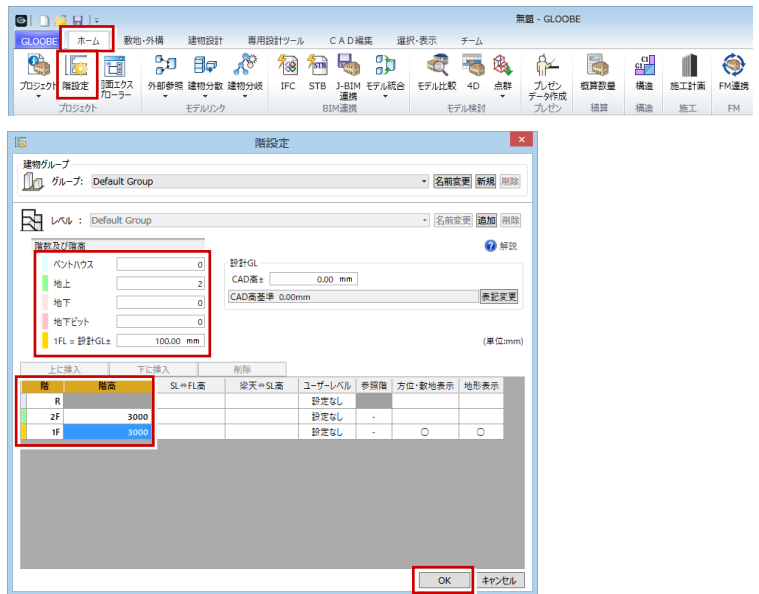 無題 - GLOOBE
GLOOBE ホーム 敷地・外構 建物設計 専用設計ツール ＣＡＤ編集 選択・表示 チーム
プロジェクト 階設定 図面エクスプローラー 外部参照 建物分散 建物分岐 IFC STB J-BIM連携 モデル統合 モデル比較 4D 点群 プレゼンデータ作成 概算数量 構造 施工計画 FM連携
プロジェクト モデルリンク BIM連携 モデル検討 プレゼン 積算 構造 施工 FM
階設定
建物グループ
グループ: Default Group 名前変更 新規 削除
レベル : Default Group 名前変更 追加 削除
階数及び階高 解説
ペントハウス 0
地上 2
地下 0
地下ピット 0
1FL = 設計GL± 100.00 mm
設計GL
CAD高± 0.00 mm
CAD高基準 0.00mm 表記変更
(単位:mm)
上に挿入 下に挿入 削除
階 階高 SL⇔FL高 梁天⇔SL高 ユーザーレベル 参照階 方位・敷地表示 地形表示
R 設定なし
2F 3000 設定なし -
1F 3000 設定なし - ○ ○
OK キャンセル